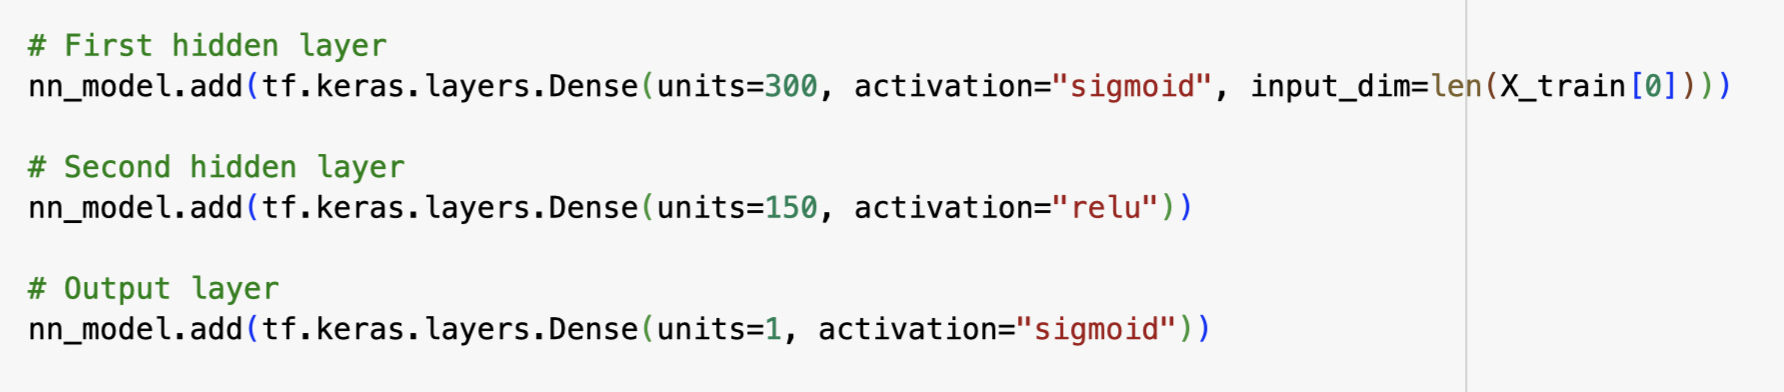 # First hidden layer
nn_model.add(tf.keras.layers.Dense(units=300, activation="sigmoid", input_dim=len(X_train[0])))
# Second hidden layer
nn_model.add(tf.keras.layers.Dense(units=150, activation="relu"))
# Output layer
nn_model.add(tf.keras.layers.Dense(units=1, activation="sigmoid"))